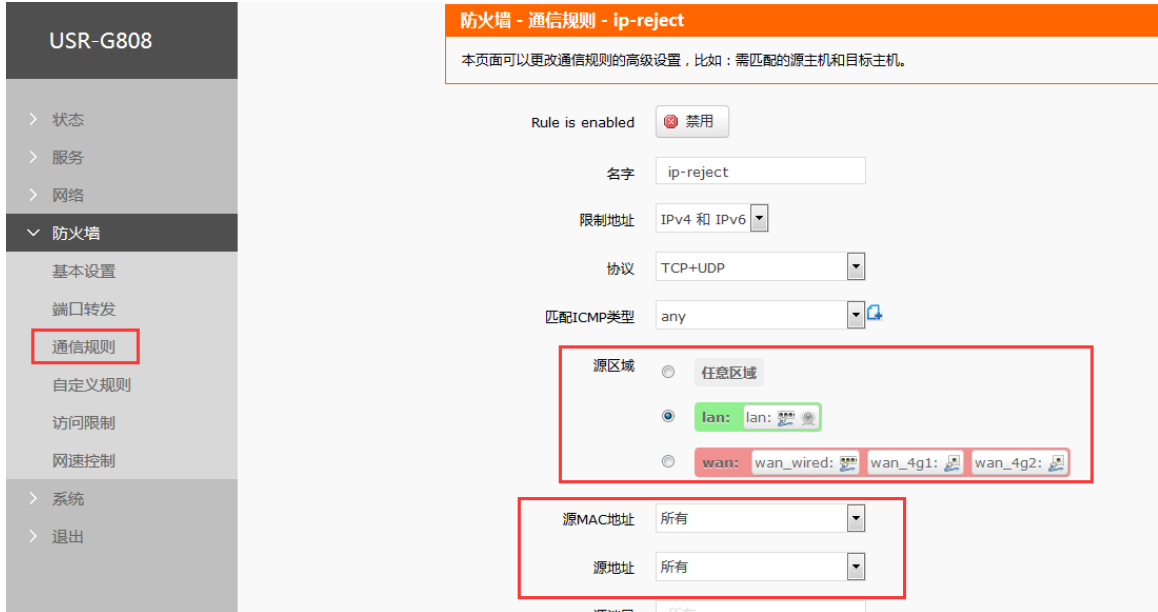 USR-G808
状态
服务
网络
防火墙
基本设置
端口转发
通信规则
自定义规则
访问限制
网速控制
系统
退出
防火墙 - 通信规则 - ip-reject
本页面可以更改通信规则的高级设置，比如：需匹配的源主机和目标主机。
Rule is enabled 禁用
名字 ip-reject
限制地址 IPv4 和 IPv6
协议 TCP+UDP
匹配ICMP类型 any
源区域 任意区域
lan: lan:
wan: wan_wired: wan_4g1: wan_4g2:
源MAC地址 所有
源地址 所有